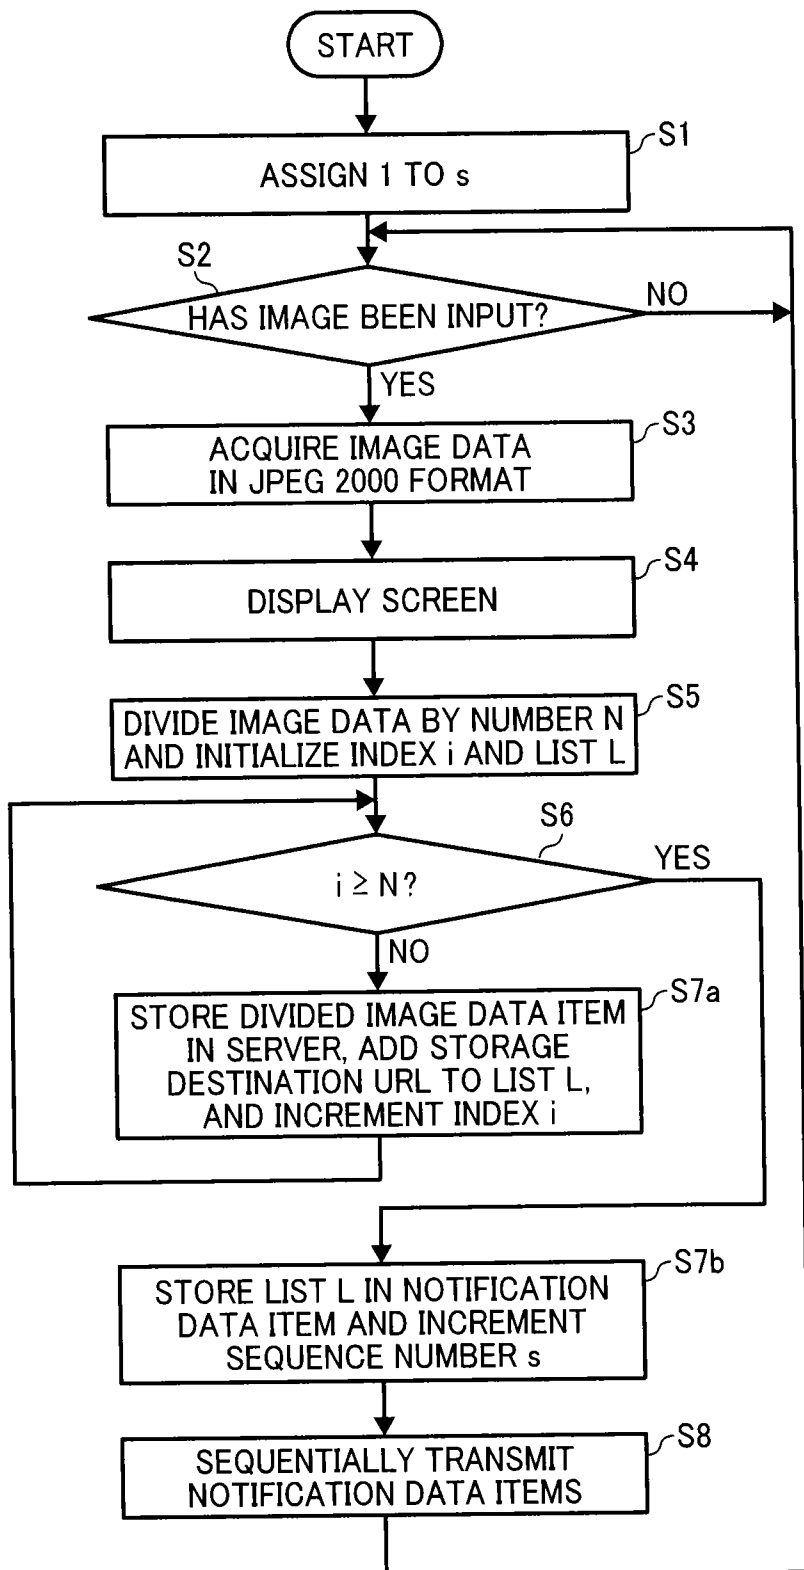 START
S1
ASSIGN 1 TO s
S2
HAS IMAGE BEEN INPUT?
NO
YES
S3
ACQUIRE IMAGE DATA
IN JPEG 2000 FORMAT
S4
DISPLAY SCREEN
S5
DIVIDE IMAGE DATA BY NUMBER N
AND INITIALIZE INDEX i AND LIST L
S6
i ≧ N?
YES
NO
S7a
STORE DIVIDED IMAGE DATA ITEM
IN SERVER, ADD STORAGE
DESTINATION URL TO LIST L,
AND INCREMENT INDEX i
S7b
STORE LIST L IN NOTIFICATION
DATA ITEM AND INCREMENT
SEQUENCE NUMBER s
S8
SEQUENTIALLY TRANSMIT
NOTIFICATION DATA ITEMS